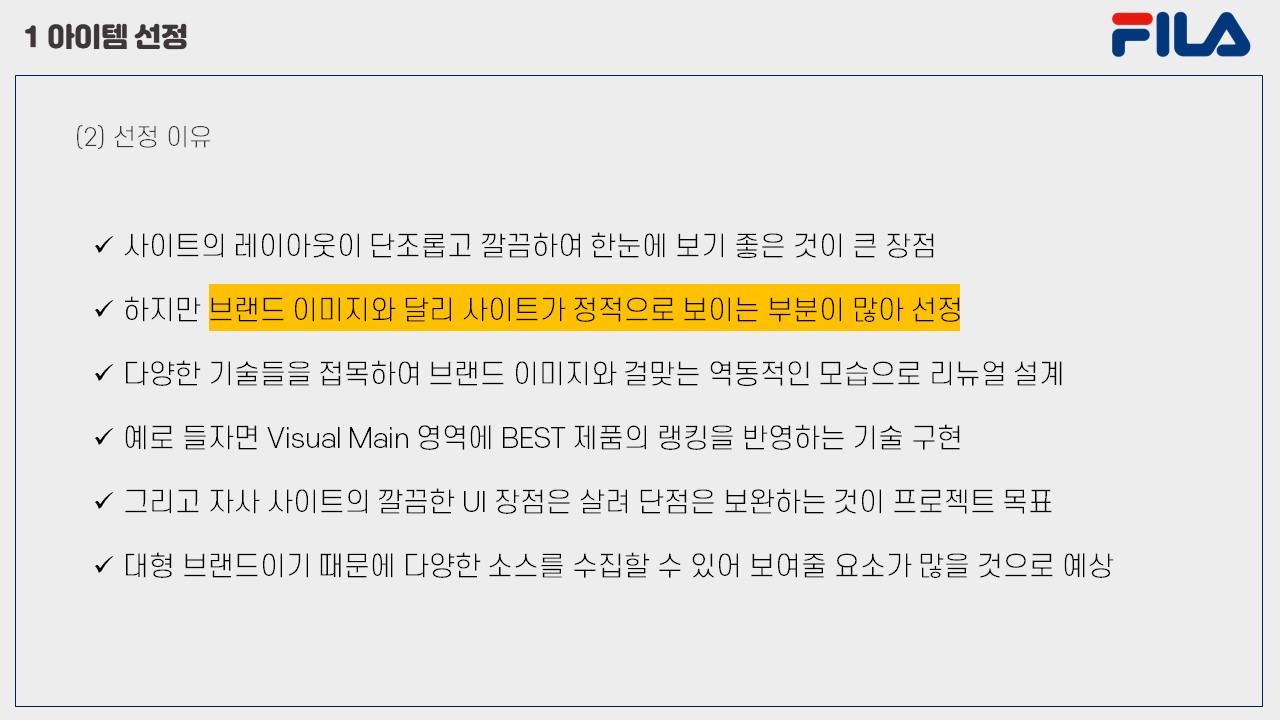 1 아이템 선정
FILA
(2) 선정 이유
✓ 사이트의 레이아웃이 단조롭고 깔끔하여 한눈에 보기 좋은 것이 큰 장점
✓ 하지만 브랜드 이미지와 달리 사이트가 정적으로 보이는 부분이 많아 선정
✓ 다양한 기술들을 접목하여 브랜드 이미지와 걸맞는 역동적인 모습으로 리뉴얼 설계
✓ 예로 들자면 Visual Main 영역에 BEST 제품의 랭킹을 반영하는 기술 구현
✓ 그리고 자사 사이트의 깔끔한 UI 장점은 살려 단점은 보완하는 것이 프로젝트 목표
✓ 대형 브랜드이기 때문에 다양한 소스를 수집할 수 있어 보여줄 요소가 많을 것으로 예상